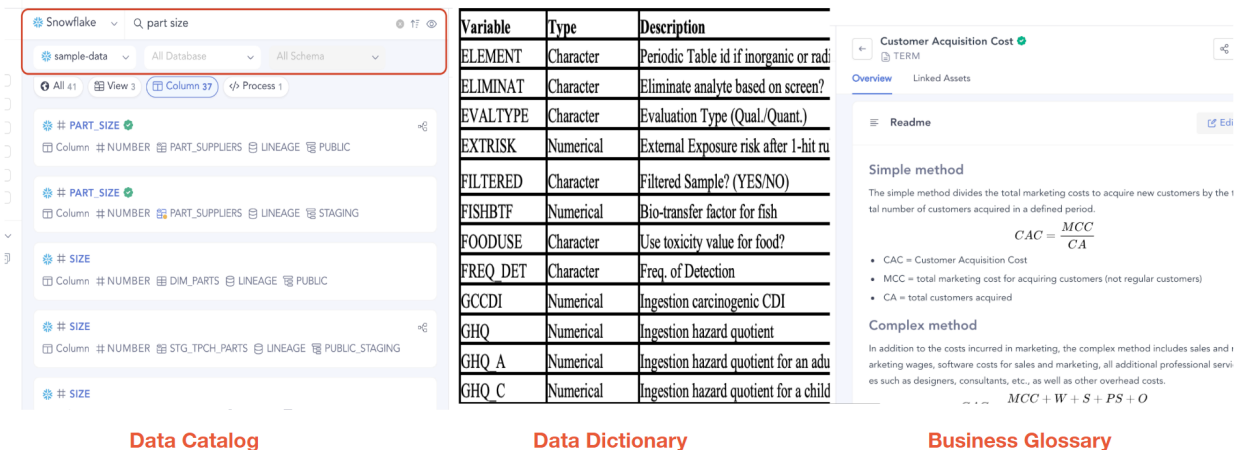 Snowflake part size
sample-data All Database All Schema
All 41 View 3 Column 37 Process 1
# PART_SIZE
Column # NUMBER PART_SUPPLIERS LINEAGE PUBLIC
# PART_SIZE
Column # NUMBER PART_SUPPLIERS LINEAGE STAGING
# SIZE
Column # NUMBER DIM_PARTS LINEAGE PUBLIC
# SIZE
Column # NUMBER STG_TPCH_PARTS LINEAGE PUBLIC_STAGING
# SIZE
Data Catalog
Variable Type Description
ELEMENT Character Periodic Table id if inorganic or radi
ELIMINAT Character Eliminate analyte based on screen?
EVALTYPE Character Evaluation Type (Qual./Quant.)
EXTRISK Numerical External Exposure risk after 1-hit ru
FILTERED Character Filtered Sample? (YES/NO)
FISHBTF Numerical Bio-transfer factor for fish
FOODUSE Character Use toxicity value for food?
FREQ_DET Character Freq. of Detection
GCCDI Numerical Ingestion carcinogenic CDI
GHQ Numerical Ingestion hazard quotient
GHQ_A Numerical Ingestion hazard quotient for an adu
GHQ_C Numerical Ingestion hazard quotient for a child
Data Dictionary
Customer Acquisition Cost
TERM
Overview Linked Assets
Readme Edi
Simple method
The simple method divides the total marketing costs to acquire new customers by the t
tal number of customers acquired in a defined period.
CAC = MCC / CA
• CAC = Customer Acquisition Cost
• MCC = total marketing cost for acquiring customers (not regular customers)
• CA = total customers acquired
Complex method
In addition to the costs incurred in marketing, the complex method includes sales and
arketing wages, software costs for sales and marketing, all additional professional servi
es such as designers, consultants, etc., as well as other overhead costs.
MCC + W + S + PS + O
Business Glossary